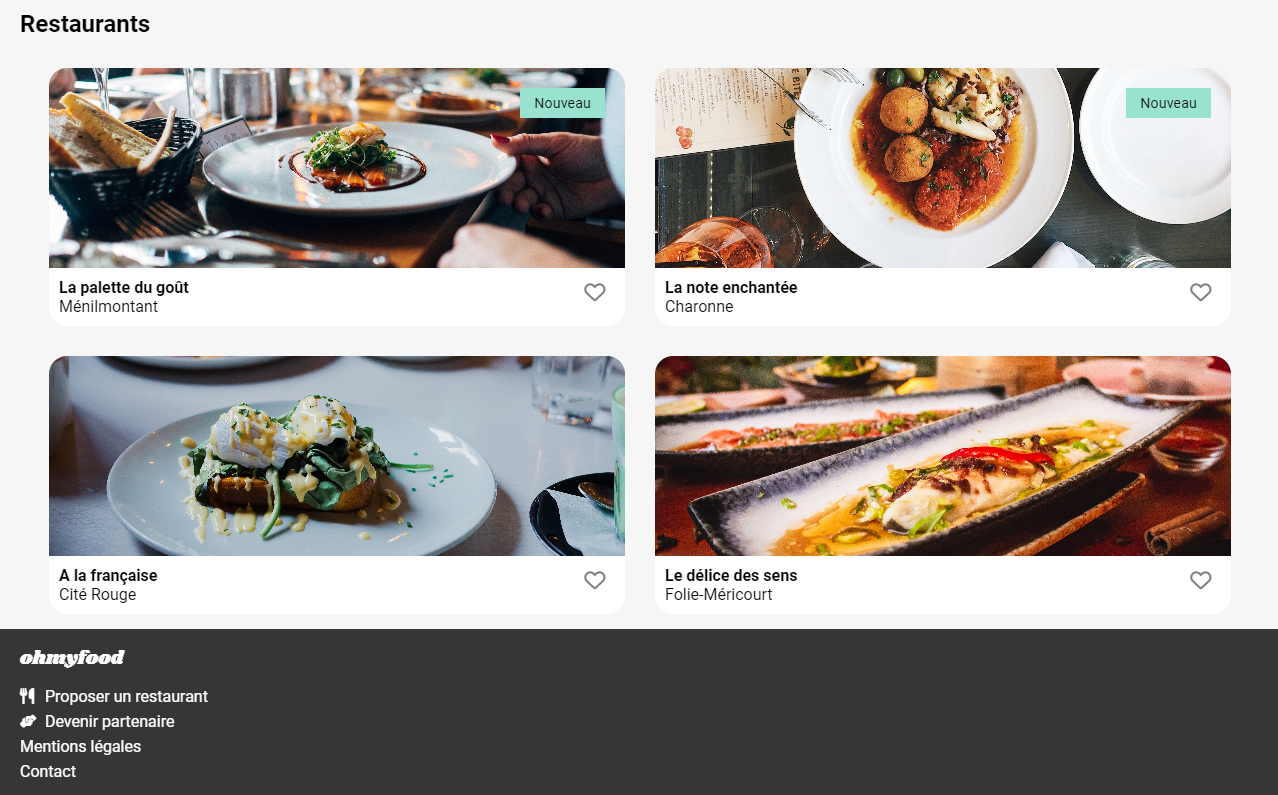 Restaurants
Nouveau
Nouveau
La palette du goût
Ménilmontant
La note enchantée
Charonne
A la française
Cité Rouge
Le délice des sens
Folie-Méricourt
ohmyfood
Proposer un restaurant
Devenir partenaire
Mentions légales
Contact